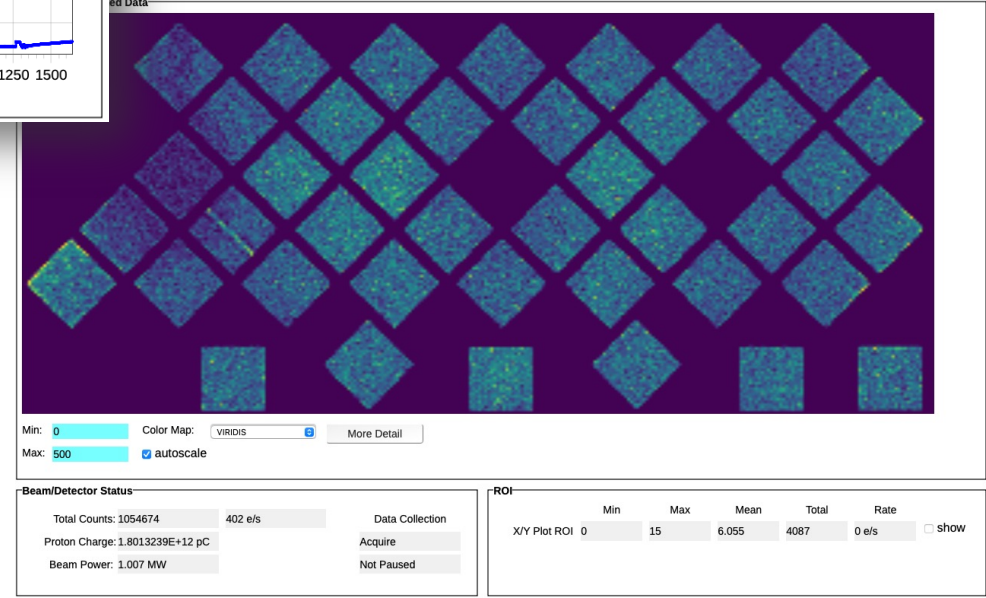 ed Data
1250 1500
Min: 0 Color Map: VIRIDIS More Detail
Max: 500 autoscale
Beam/Detector Status
Total Counts: 1054674 402 e/s Data Collection
Proton Charge: 1.8013239E+12 pC Acquire
Beam Power: 1.007 MW Not Paused
ROI
Min Max Mean Total Rate
X/Y Plot ROI 0 15 6.055 4087 0 e/s show